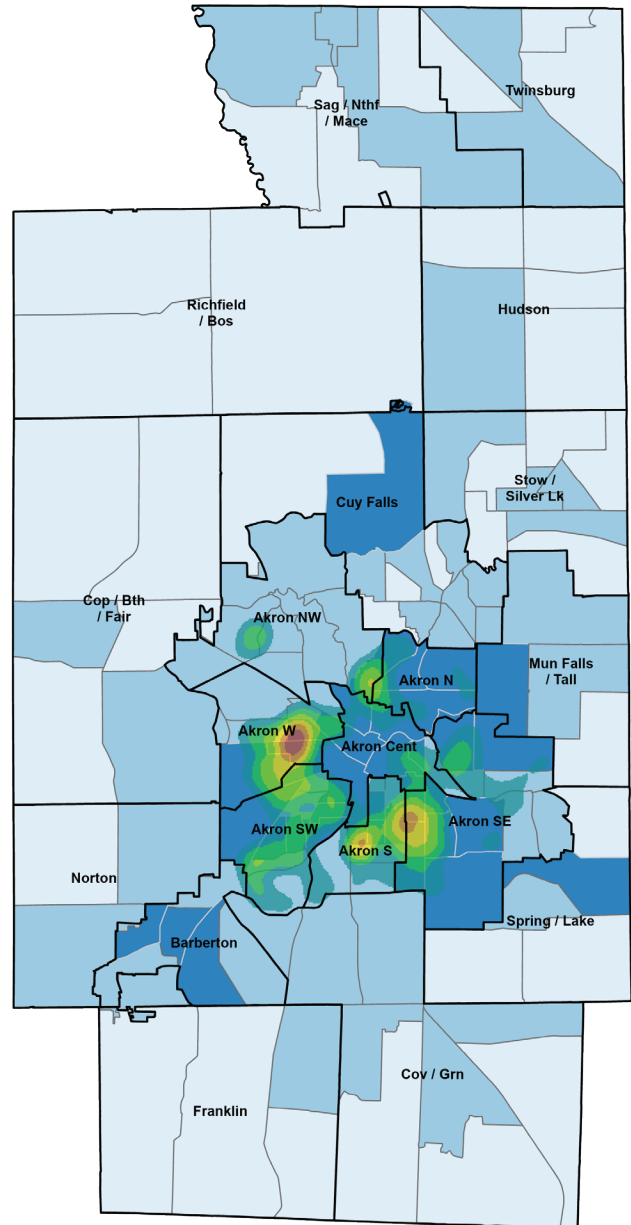 Twinsburg
Sag / Nthf
/ Mace
Richfield
/ Bos
Hudson
Stow /
Silver Lk
Cuy Falls
Cop / Bth
/ Fair
Akron NW
Mun Falls
/ Tall
Akron N
Akron W
Akron Cent
Akron SW
Akron SE
Akron S
Norton
Spring / Lake
Barberton
Cov / Grn
Franklin